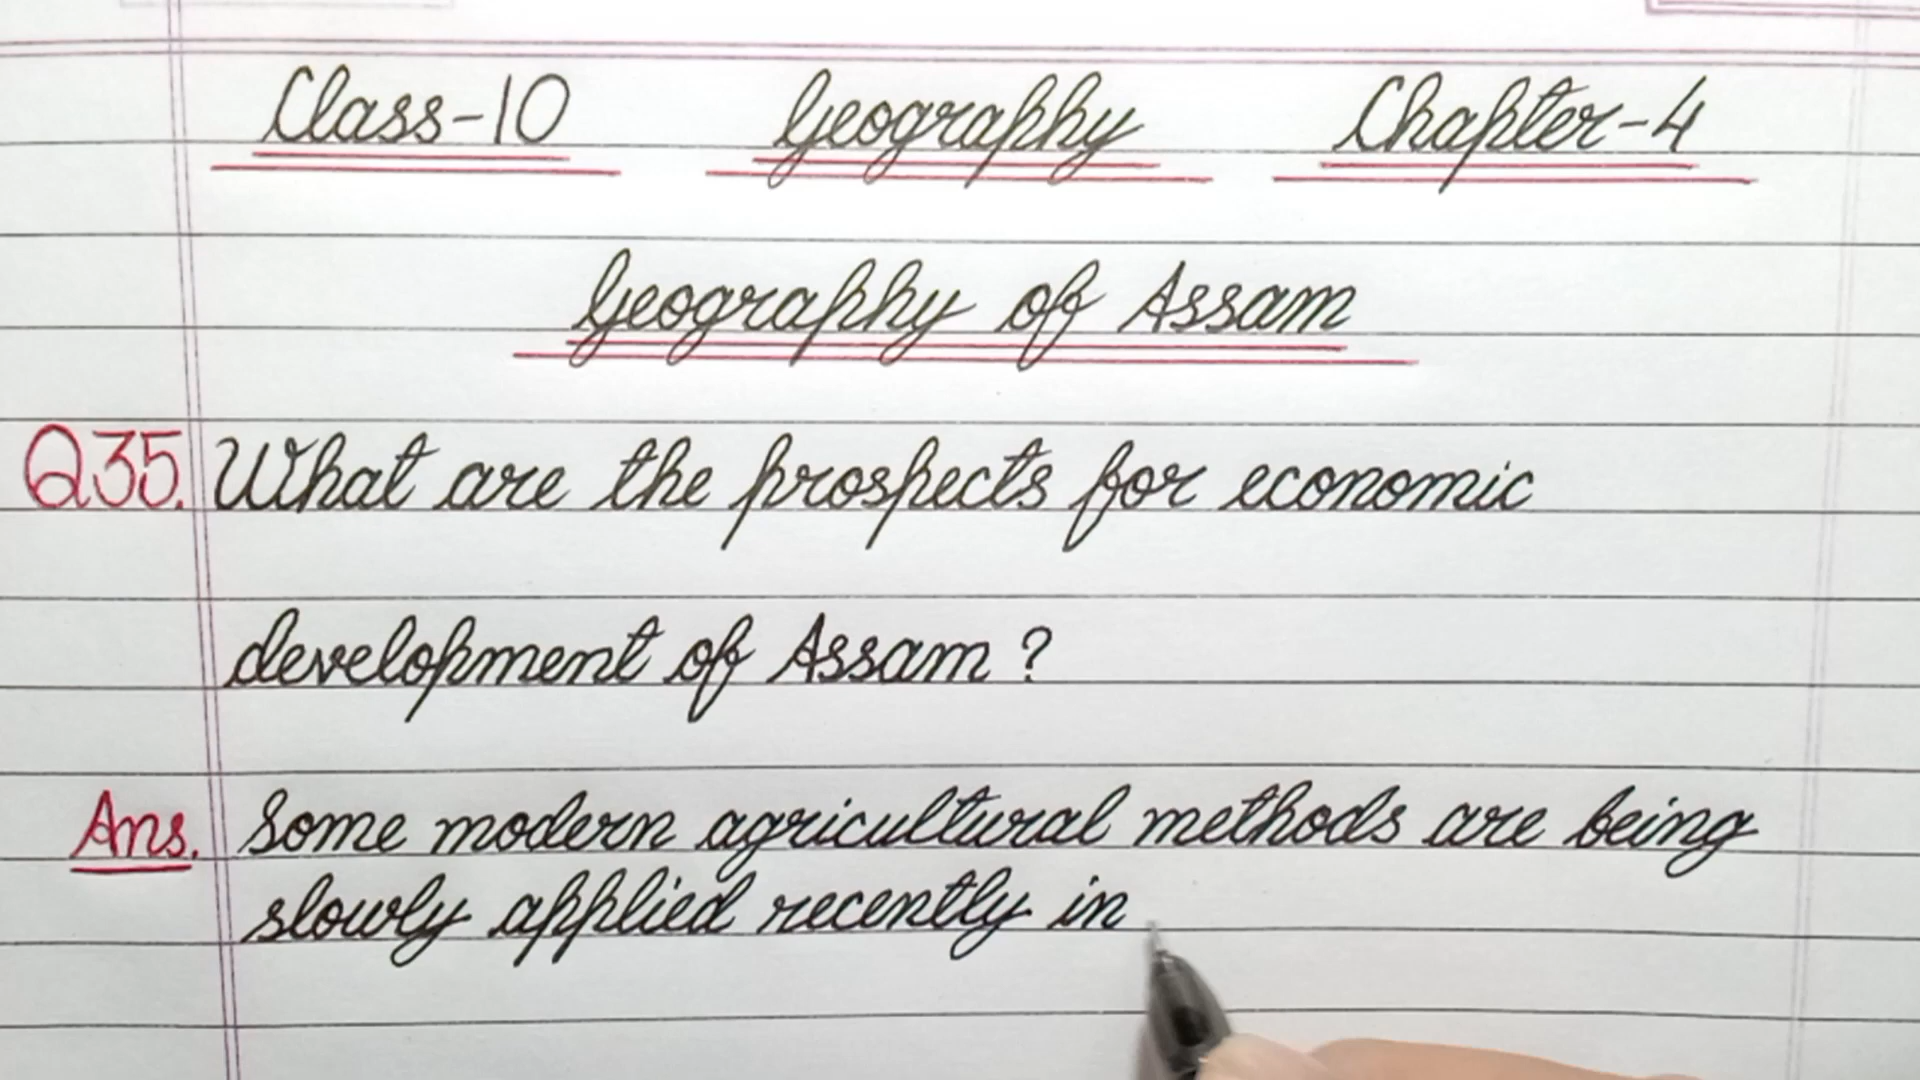 Class-10 Geography Chapter-4
Geography of Assam
Q35. What are the prospects for economic
development of Assam ?
Ans. Some modern agricultural methods are being
slowly applied recently in